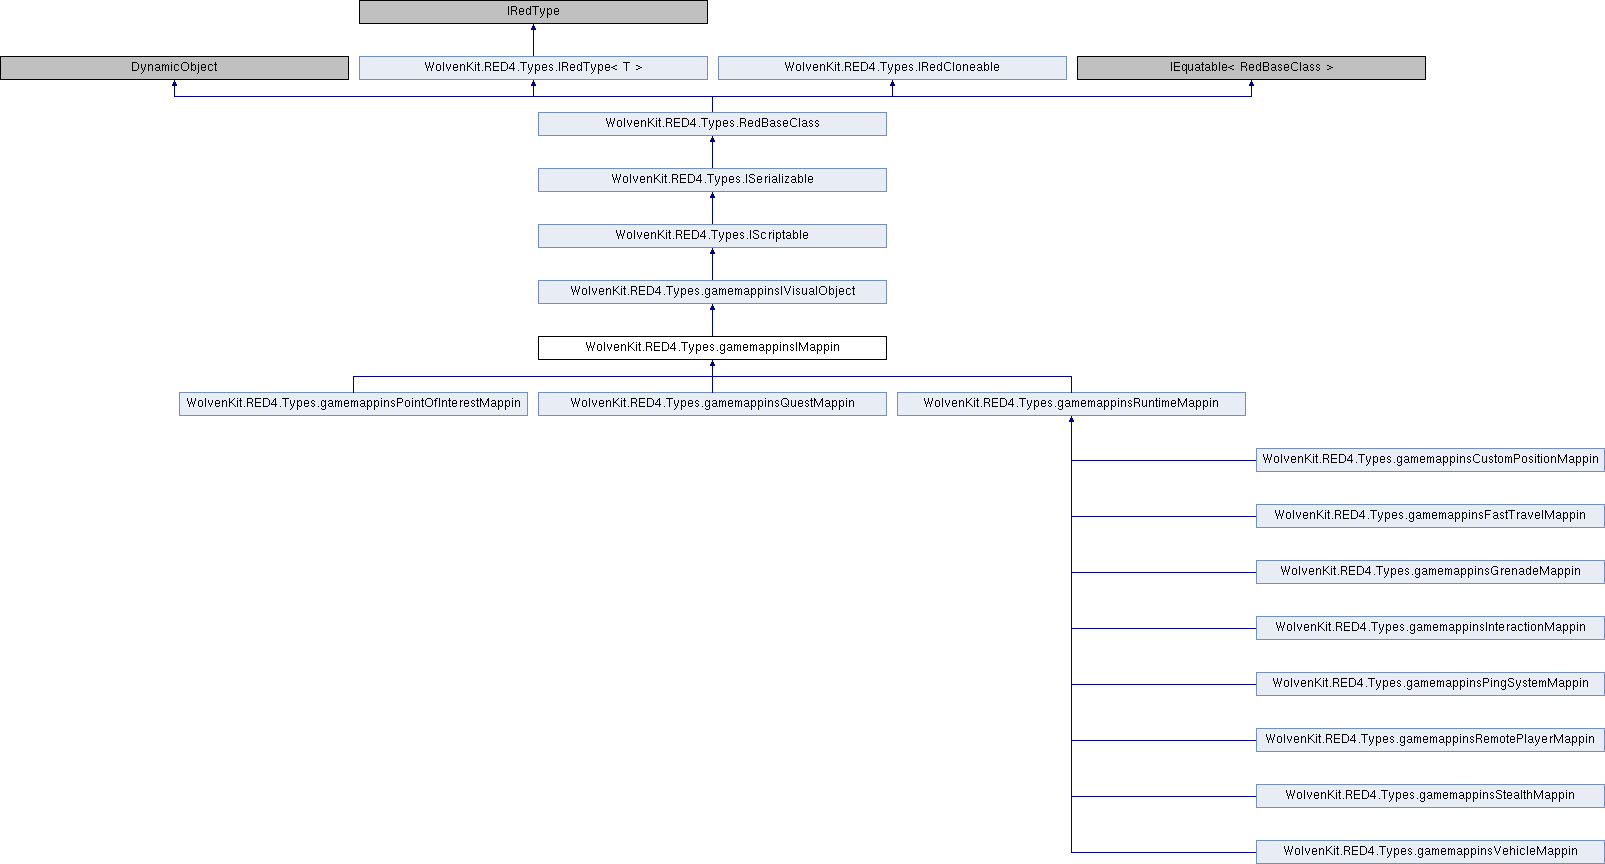 IRedType
DynamicObject
WolvenKit.RED4.Types.IRedType< T >
WolvenKit.RED4.Types.IRedCloneable
IEquatable< RedBaseClass >
WolvenKit.RED4.Types.RedBaseClass
WolvenKit.RED4.Types.ISerializable
WolvenKit.RED4.Types.IScriptable
WolvenKit.RED4.Types.gamemappinsIVisualObject
WolvenKit.RED4.Types.gamemappinsIMappin
WolvenKit.RED4.Types.gamemappinsPointOfInterestMappin
WolvenKit.RED4.Types.gamemappinsQuestMappin
WolvenKit.RED4.Types.gamemappinsRuntimeMappin
WolvenKit.RED4.Types.gamemappinsCustomPositionMappin
WolvenKit.RED4.Types.gamemappinsFastTravelMappin
WolvenKit.RED4.Types.gamemappinsGrenadeMappin
WolvenKit.RED4.Types.gamemappinsInteractionMappin
WolvenKit.RED4.Types.gamemappinsPingSystemMappin
WolvenKit.RED4.Types.gamemappinsRemotePlayerMappin
WolvenKit.RED4.Types.gamemappinsStealthMappin
WolvenKit.RED4.Types.gamemappinsVehicleMappin